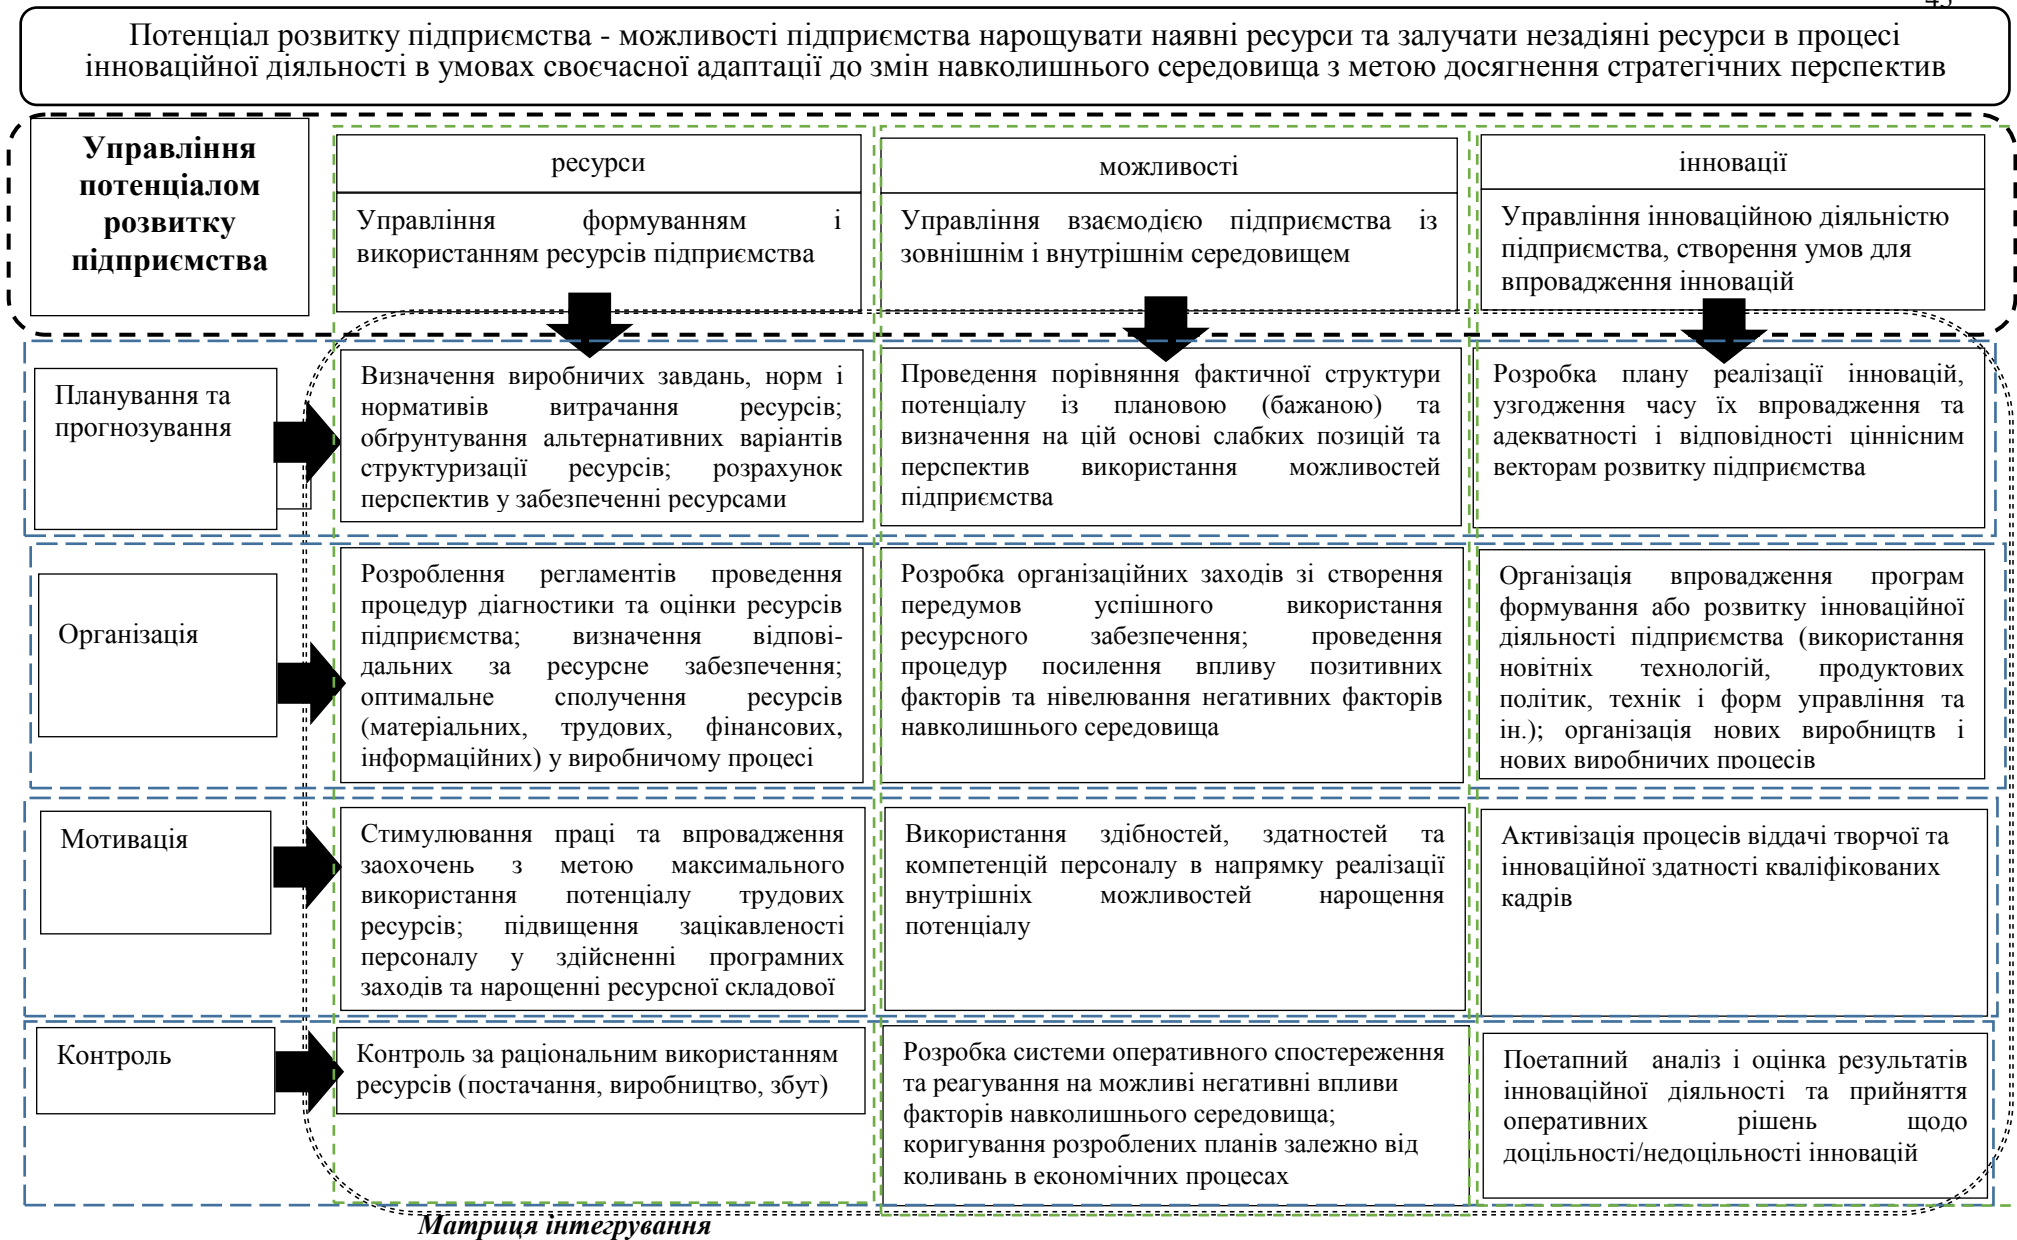 Потенціал розвитку підприємства - можливості підприємства нарощувати наявні ресурси та залучати незадіяні ресурси в процесі
інноваційної діяльності в умовах своєчасної адаптації до змін навколишнього середовища з метою досягнення стратегічних перспектив
Управління
потенціалом
розвитку
підприємства
ресурси
Управління формуванням і
використанням ресурсів підприємства
можливості
Управління взаємодією підприємства із
зовнішнім і внутрішнім середовищем
інновації
Управління інноваційною діяльністю
підприємства, створення умов для
впровадження інновацій
Планування та
прогнозування
Визначення виробничих завдань, норм і
нормативів витрачання ресурсів;
обґрунтування альтернативних варіантів
структуризації ресурсів; розрахунок
перспектив у забезпеченні ресурсами
Проведення порівняння фактичної структури
потенціалу із плановою (бажаною) та
визначення на цій основі слабких позицій та
перспектив використання можливостей
підприємства
Розробка плану реалізації інновацій,
узгодження часу їх впровадження та
адекватності і відповідності ціннісним
векторам розвитку підприємства
Організація
Розроблення регламентів проведення
процедур діагностики та оцінки ресурсів
підприємства; визначення відпові-
дальних за ресурсне забезпечення;
оптимальне сполучення ресурсів
(матеріальних, трудових, фінансових,
інформаційних) у виробничому процесі
Розробка організаційних заходів зі створення
передумов успішного використання
ресурсного забезпечення; проведення
процедур посилення впливу позитивних
факторів та нівелювання негативних факторів
навколишнього середовища
Організація впровадження програм
формування або розвитку інноваційної
діяльності підприємства (використання
новітніх технологій, продуктових
політик, технік і форм управління та
ін.); організація нових виробництв і
нових виробничих процесів
Мотивація
Стимулювання праці та впровадження
заохочень з метою максимального
використання потенціалу трудових
ресурсів; підвищення зацікавленості
персоналу у здійсненні програмних
заходів та нарощенні ресурсної складової
Використання здібностей, здатностей та
компетенцій персоналу в напрямку реалізації
внутрішніх можливостей нарощення
потенціалу
Активізація процесів віддачі творчої та
інноваційної здатності кваліфікованих
кадрів
Контроль
Контроль за раціональним використанням
ресурсів (постачання, виробництво, збут)
Розробка системи оперативного спостереження
та реагування на можливі негативні впливи
факторів навколишнього середовища;
коригування розроблених планів залежно від
коливань в економічних процесах
Поетапний аналіз і оцінка результатів
інноваційної діяльності та прийняття
оперативних рішень щодо
доцільності/недоцільності інновацій
Матриця інтегрування